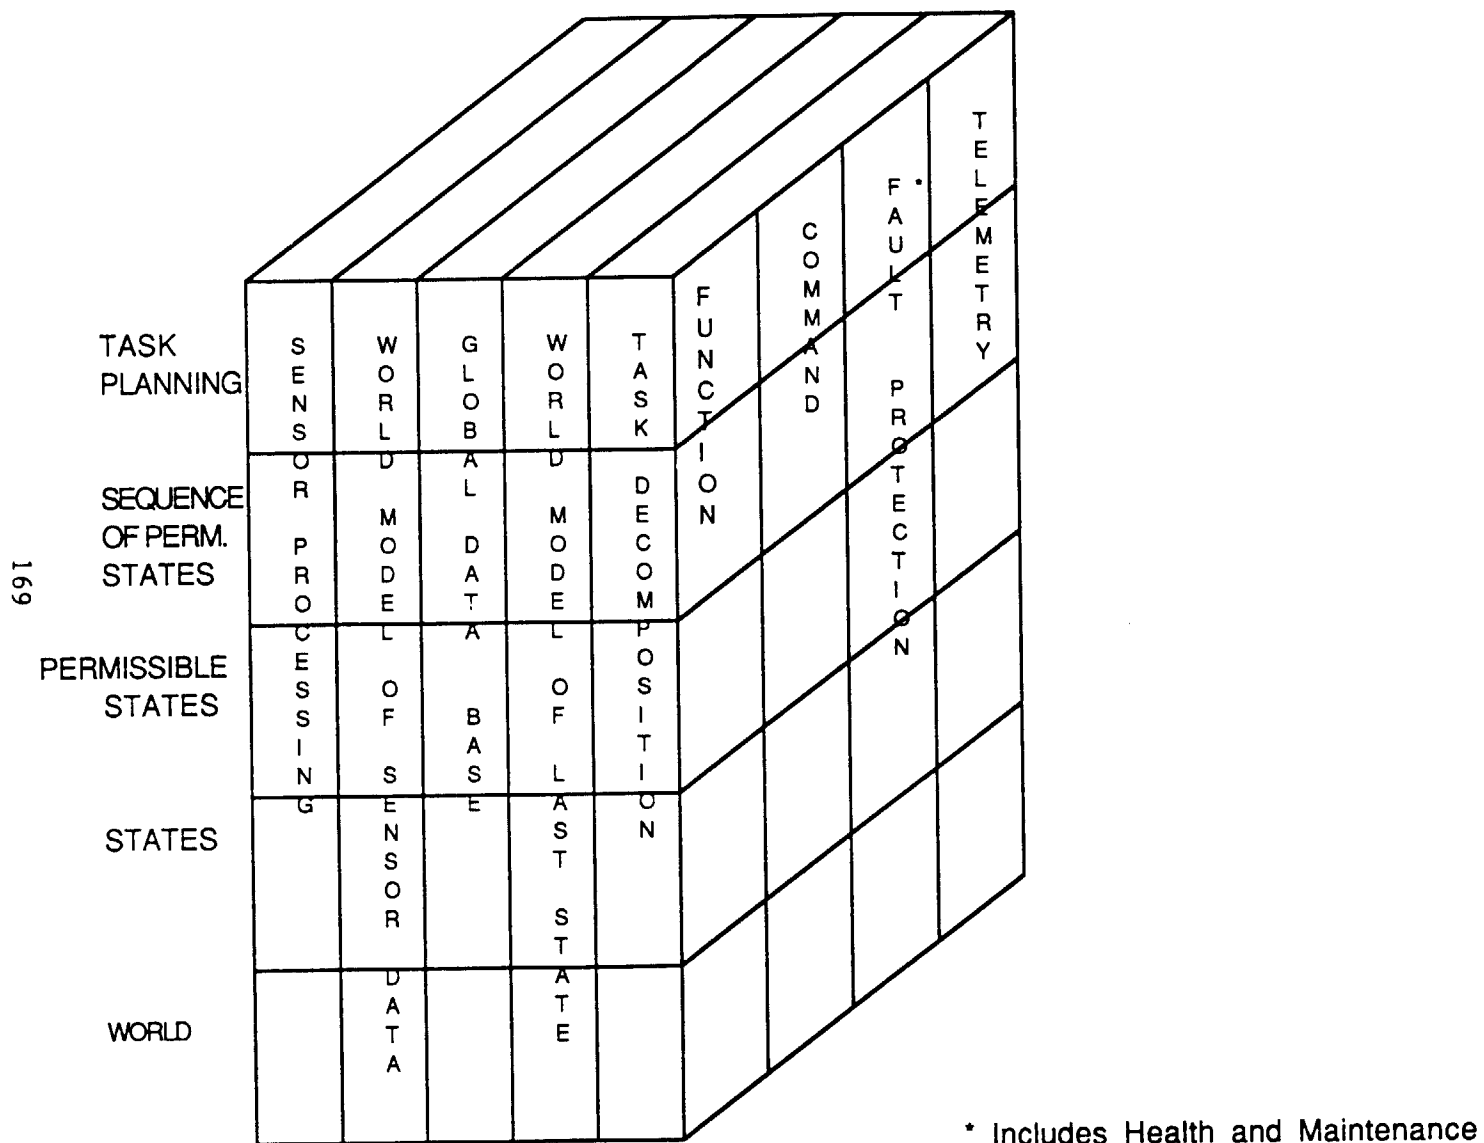 TASK
PLANNING
SEQUENCE
OF PERM.
STATES
PERMISSIBLE
STATES
STATES
WORLD
SENSOR PROCESSING
WORLD MODEL OF SENSOR DATA
GLOBAL DATA BASE
WORLD MODEL OF LAST STATE
TASK DECOMPOSITION
FUNCTION
COMMAND
FAULT * PROTECTION
TELEMETRY
* Includes Health and Maintenance
169